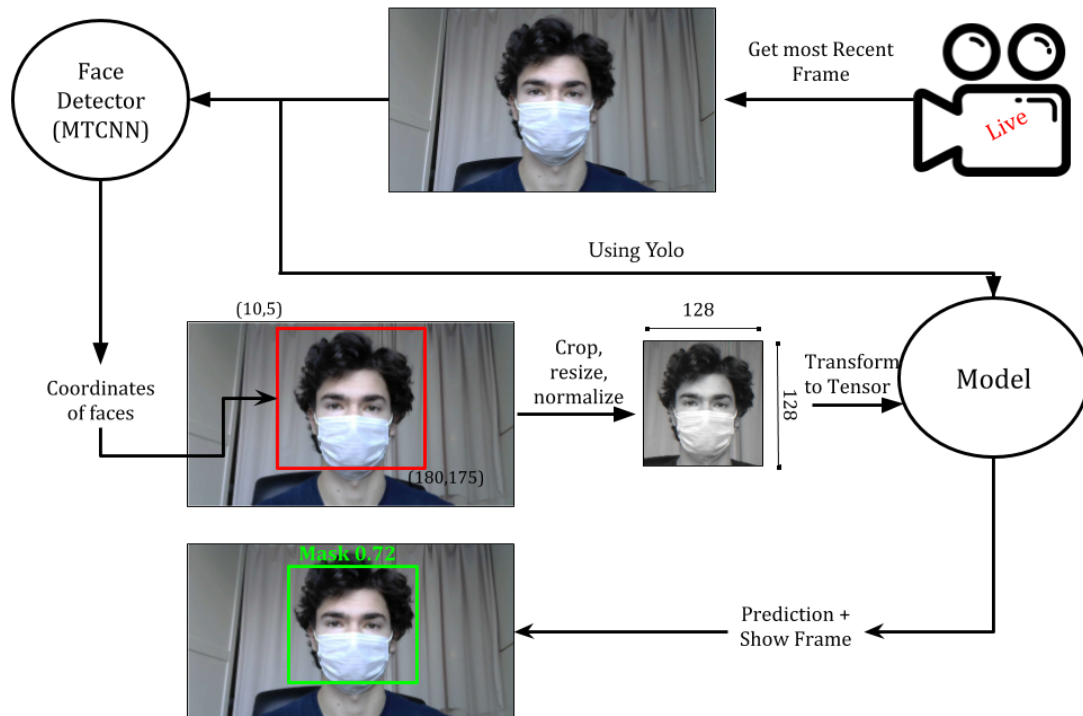 Face
Detector
(MTCNN)
Get most Recent
Frame
Live
Using Yolo
(10,5)
128
Coordinates
of faces
Crop,
resize,
normalize
128
Transform
to Tensor
Model
(180,175)
Mask 0.72
Prediction +
Show Frame